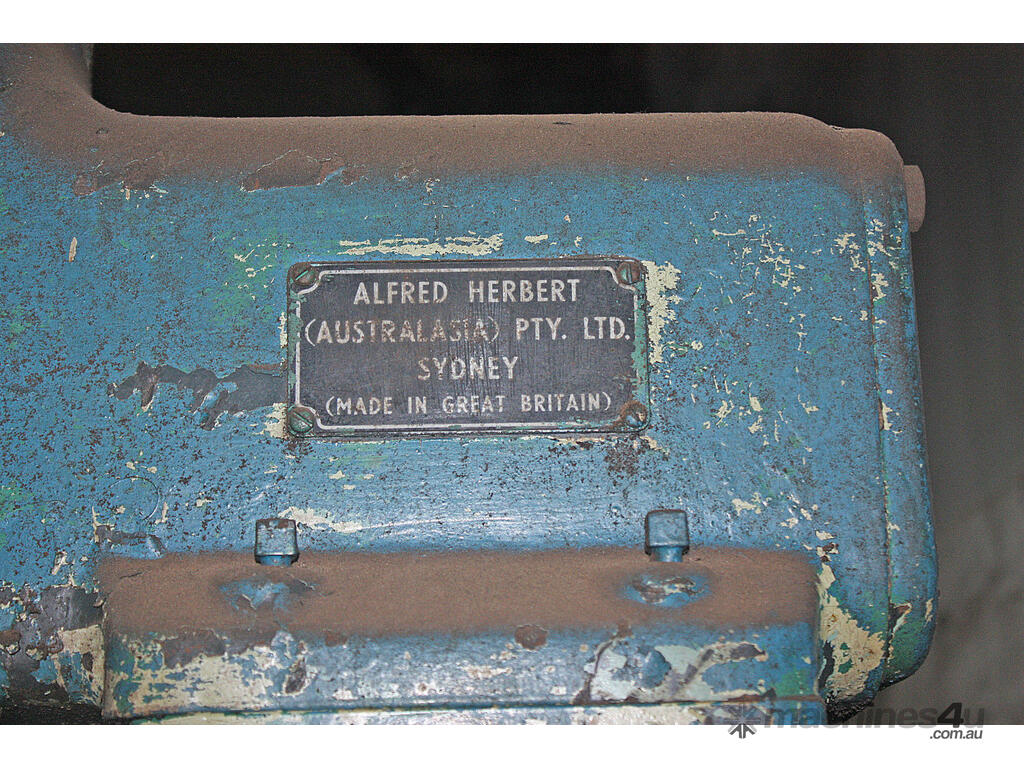 ALFRED HERBERT
(AUSTRALASIA) PTY. LTD.
SYDNEY
(MADE IN GREAT BRITAIN)
machines4u
.com.au